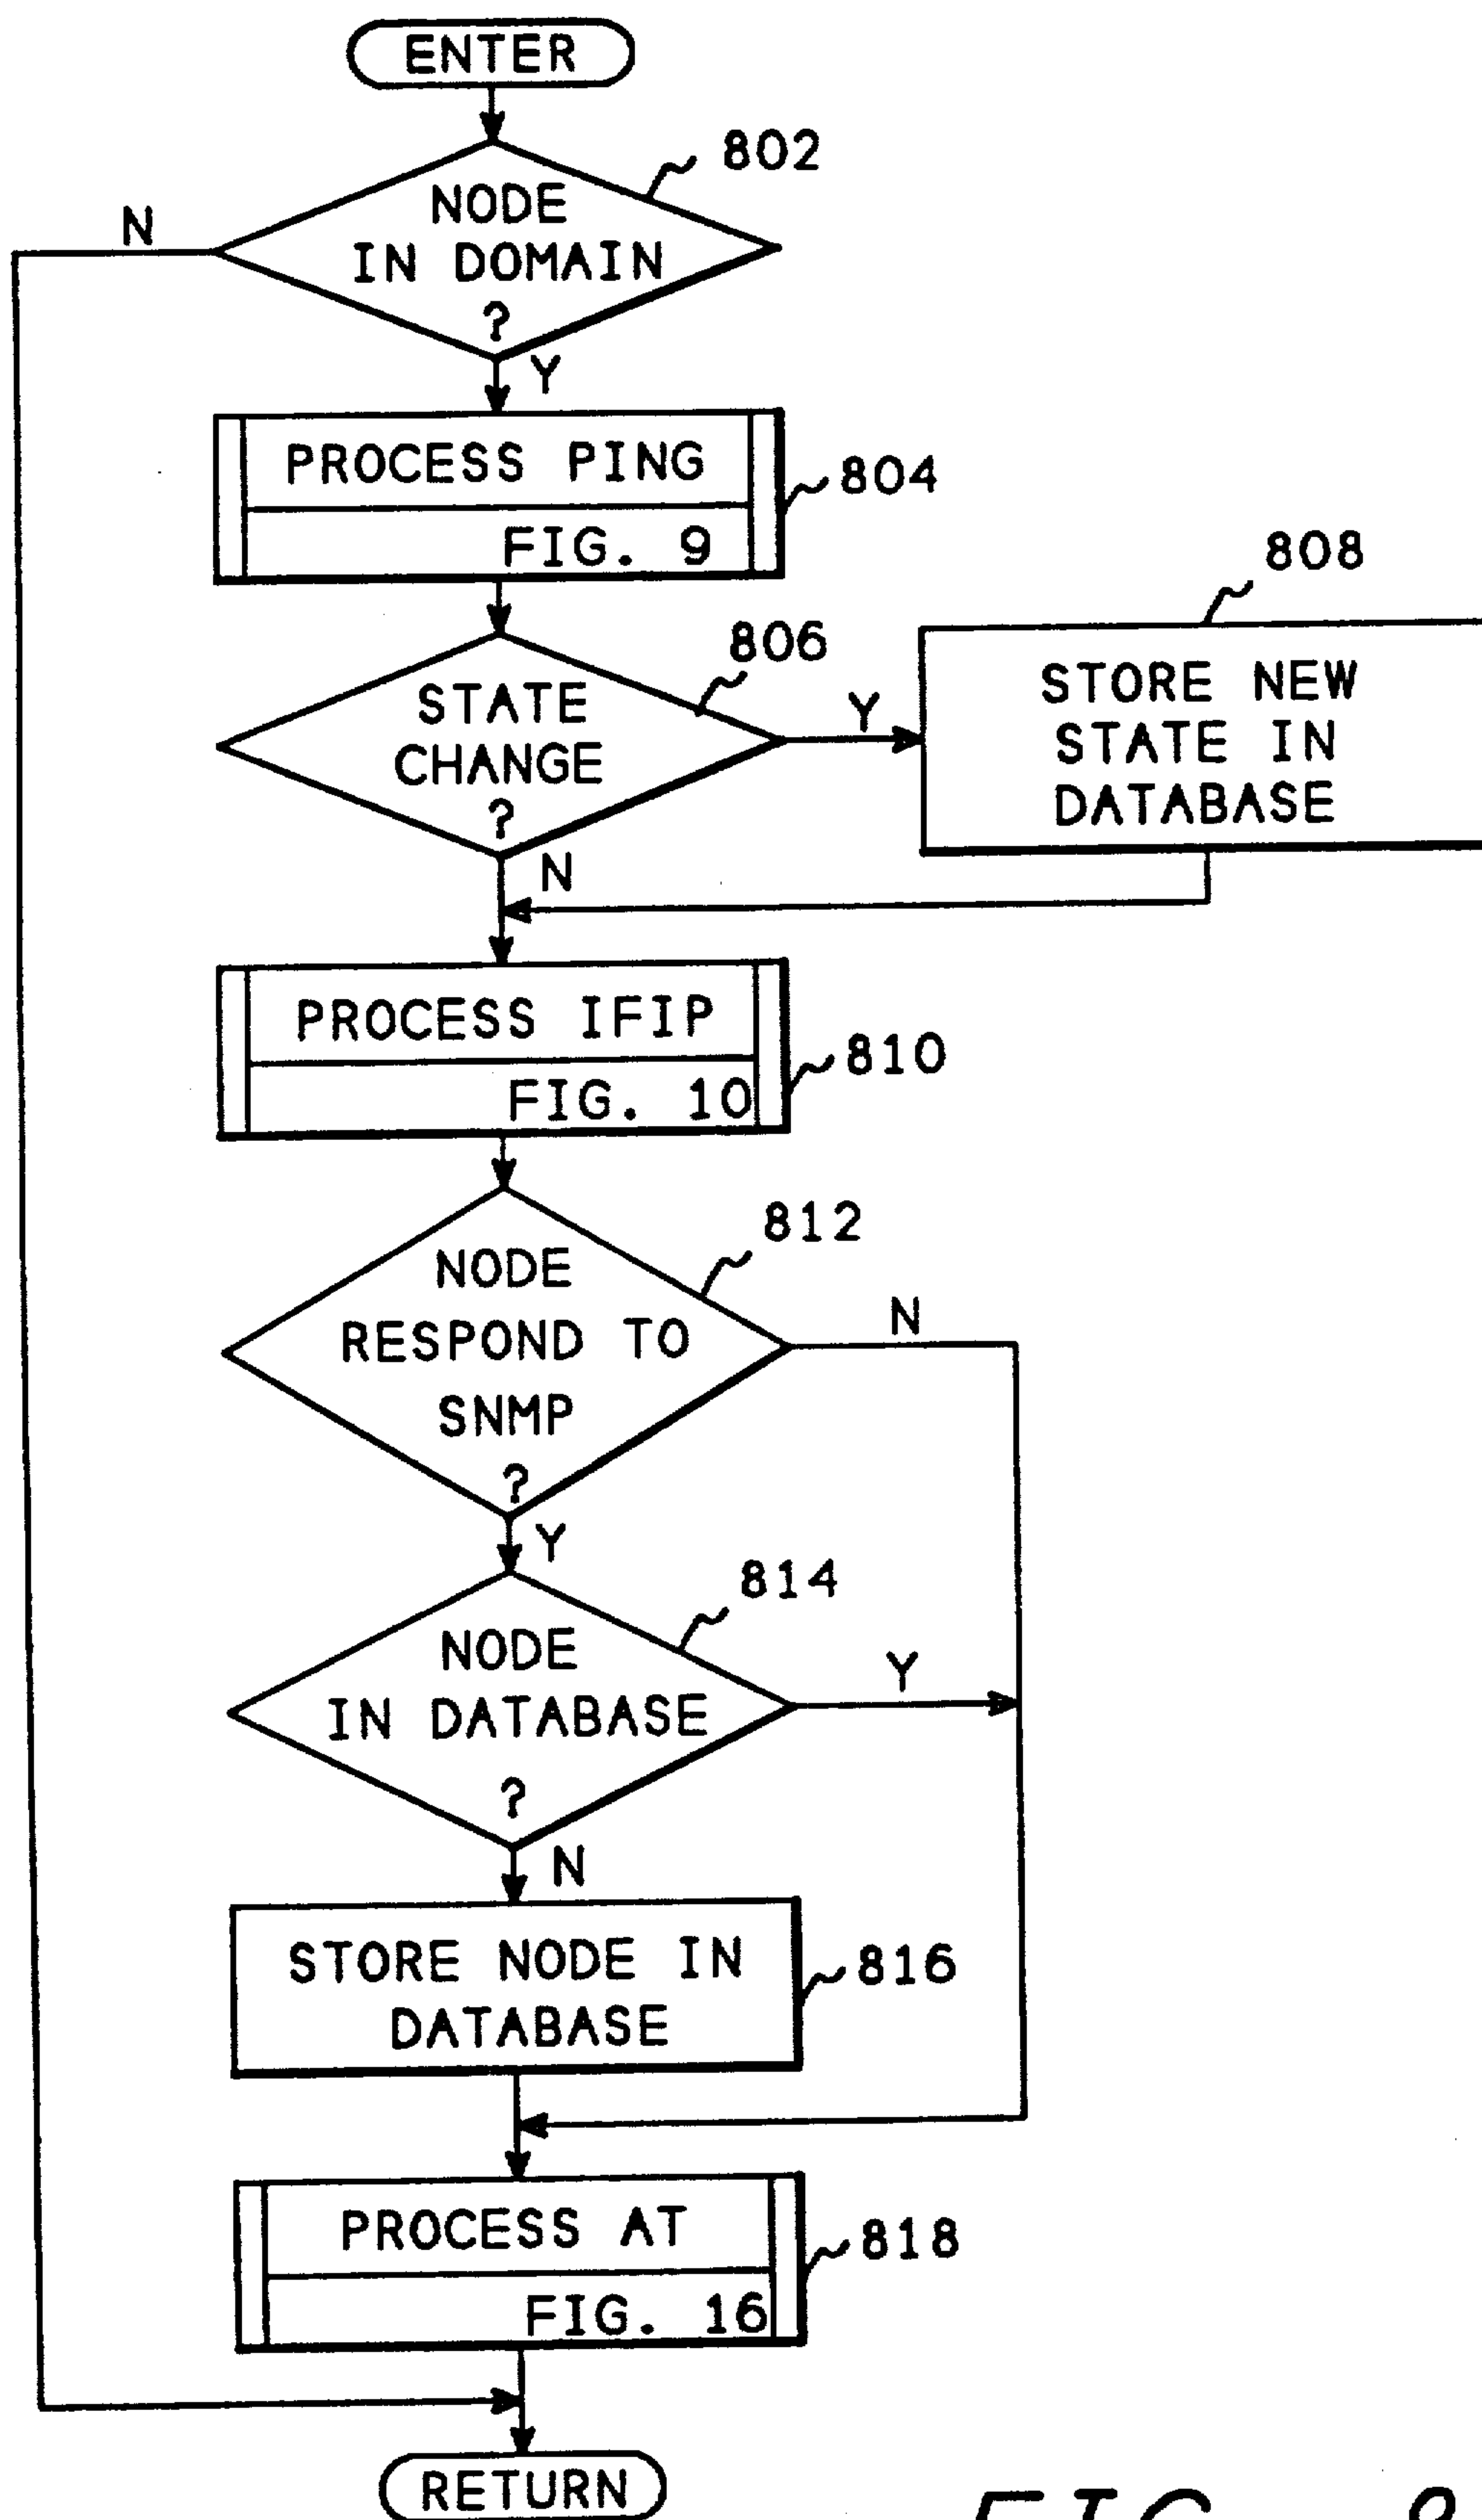 ENTER
802
NODE
IN DOMAIN
?
N
Y
PROCESS PING
FIG. 9
804
808
806
STATE
CHANGE
?
Y
STORE NEW
STATE IN
DATABASE
N
PROCESS IFIP
FIG. 10
810
812
NODE
RESPOND TO
SNMP
?
N
Y
814
NODE
IN DATABASE
?
Y
N
STORE NODE IN
DATABASE
816
PROCESS AT
FIG. 16
818
RETURN